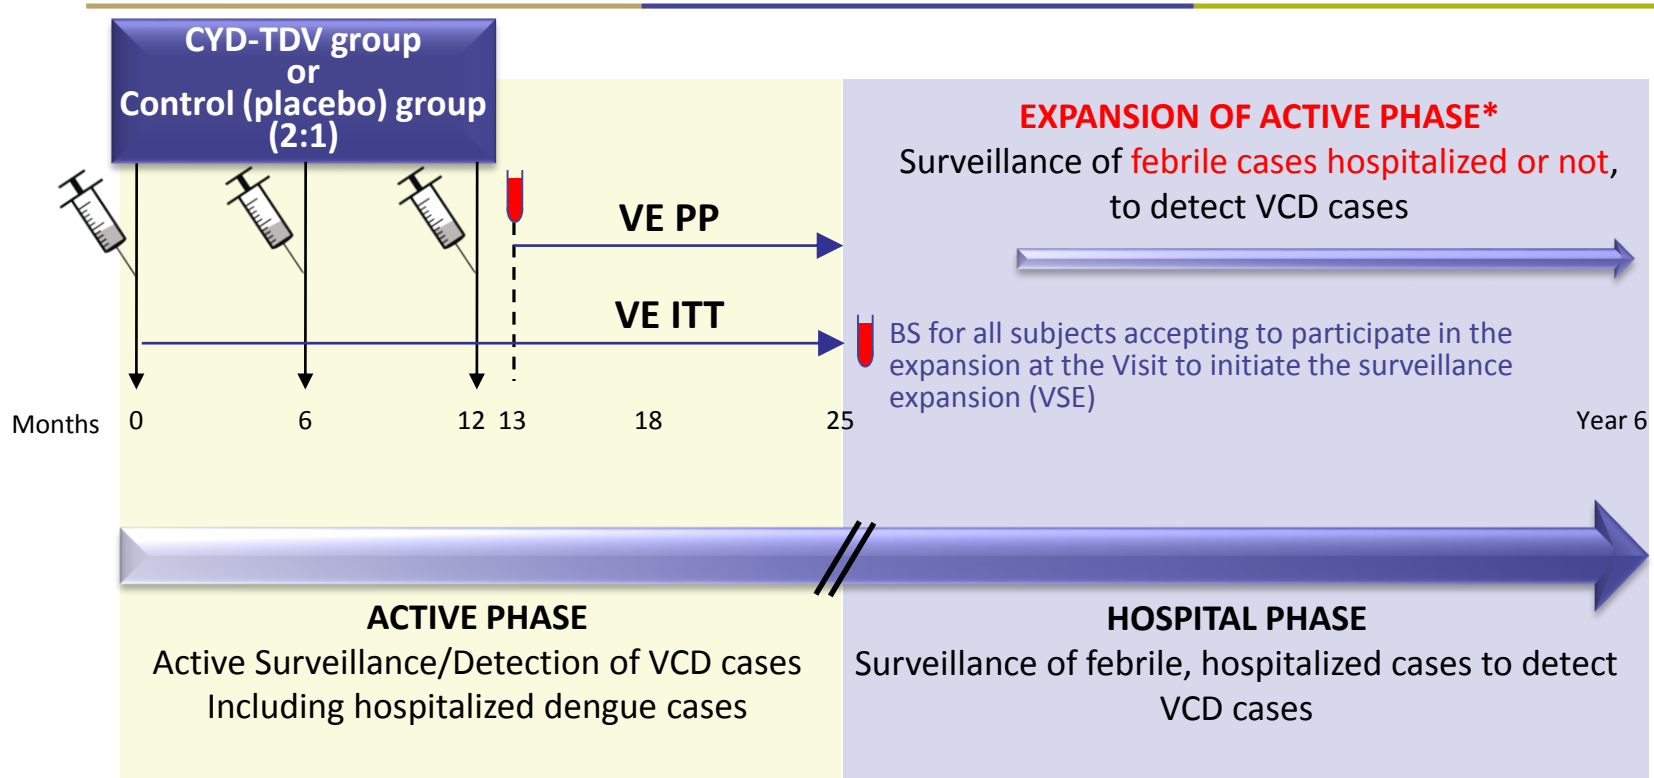 CYD-TDV group
or
Control (placebo) group
(2:1)
EXPANSION OF ACTIVE PHASE*
Surveillance of febrile cases hospitalized or not,
to detect VCD cases
VE PP
VE ITT
BS for all subjects accepting to participate in the
expansion at the Visit to initiate the surveillance
expansion (VSE)
Months 0 6 12 13 18 25 Year 6
ACTIVE PHASE
Active Surveillance/Detection of VCD cases
Including hospitalized dengue cases
HOSPITAL PHASE
Surveillance of febrile, hospitalized cases to detect
VCD cases